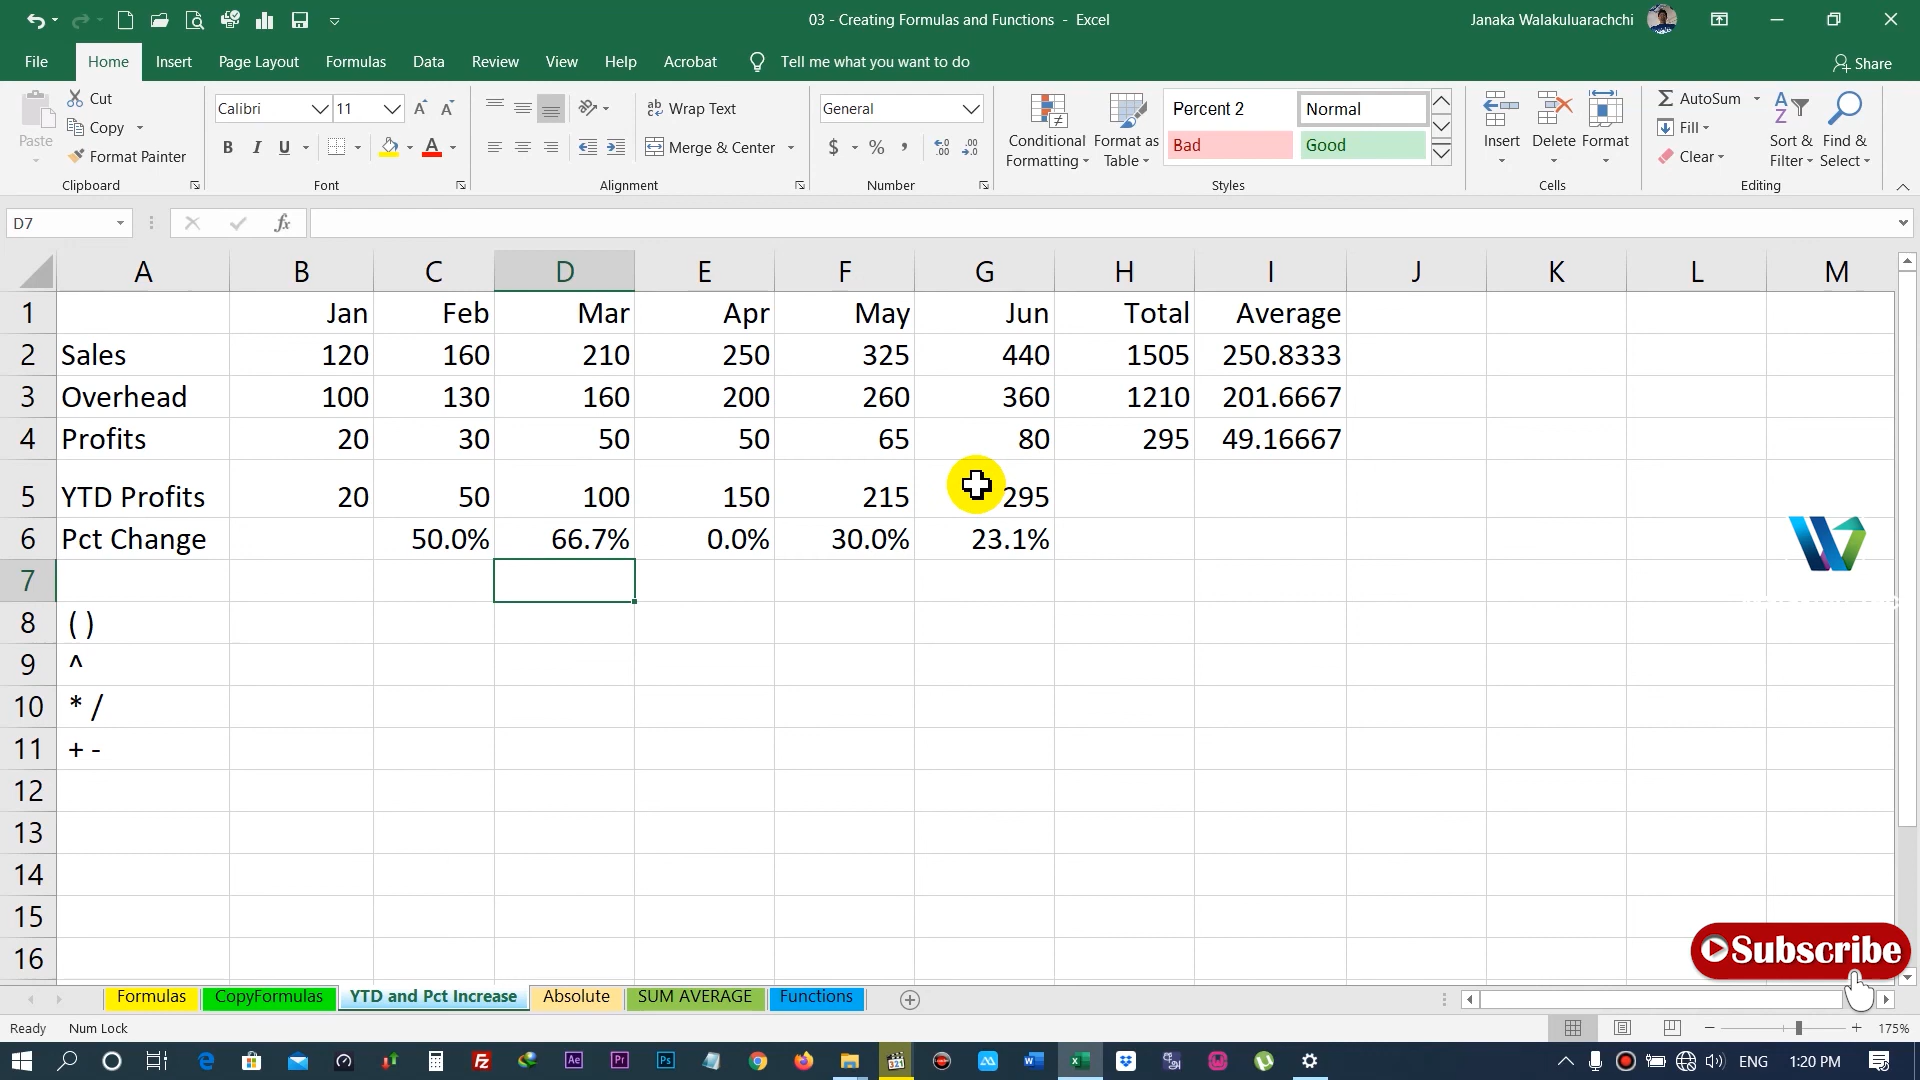 03 - Creating Formulas and Functions - Excel
Janaka Walakuluarachchi
File Home Insert Page Layout Formulas Data Review View Help Acrobat Tell me what you want to do Share
Cut
Copy
Format Painter
Paste
Clipboard
Calibri 11
B I U
Font
Wrap Text
Merge & Center
Alignment
General
$ % ,
Number
Conditional Formatting
Format as Table
Percent 2 Normal
Bad Good
Styles
Insert Delete Format
Cells
AutoSum
Fill
Clear
Sort & Filter
Find & Select
Editing
D7 fx
A B C D E F G H I J K L M
1 Jan Feb Mar Apr May Jun Total Average
2 Sales 120 160 210 250 325 440 1505 250.8333
3 Overhead 100 130 160 200 260 360 1210 201.6667
4 Profits 20 30 50 50 65 80 295 49.16667
5 YTD Profits 20 50 100 150 215 295
6 Pct Change 50.0% 66.7% 0.0% 30.0% 23.1%
7
8 ( )
9 ^
10 * /
11 + -
12
13
14
15
16
Subscribe
Formulas CopyFormulas YTD and Pct Increase Absolute SUM AVERAGE Functions
Ready Num Lock 175%
ENG 1:20 PM